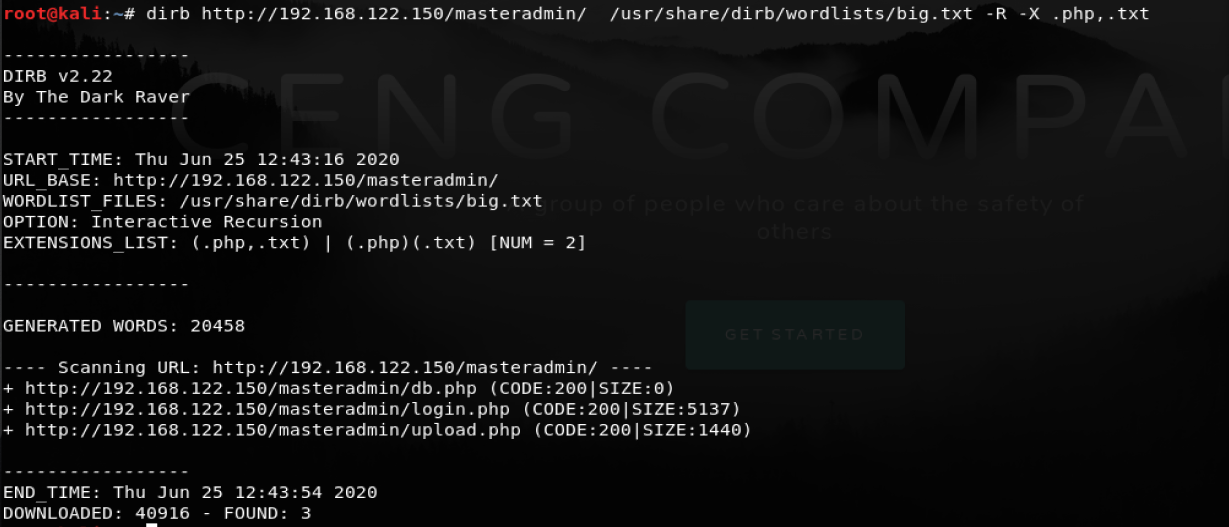 root@kali:~# dirb http://192.168.122.150/masteradmin/  /usr/share/dirb/wordlists/big.txt -R -X .php,.txt
-----------------
DIRB v2.22
By The Dark Raver
-----------------
START_TIME: Thu Jun 25 12:43:16 2020
URL_BASE: http://192.168.122.150/masteradmin/
WORDLIST_FILES: /usr/share/dirb/wordlists/big.txt
OPTION: Interactive Recursion
EXTENSIONS_LIST: (.php,.txt) | (.php)(.txt) [NUM = 2]
-----------------
GENERATED WORDS: 20458
---- Scanning URL: http://192.168.122.150/masteradmin/ ----
+ http://192.168.122.150/masteradmin/db.php (CODE:200|SIZE:0)
+ http://192.168.122.150/masteradmin/login.php (CODE:200|SIZE:5137)
+ http://192.168.122.150/masteradmin/upload.php (CODE:200|SIZE:1440)
-----------------
END_TIME: Thu Jun 25 12:43:54 2020
DOWNLOADED: 40916 - FOUND: 3
CENG COMPA
group of people who care about the safety of
others
GET STARTED